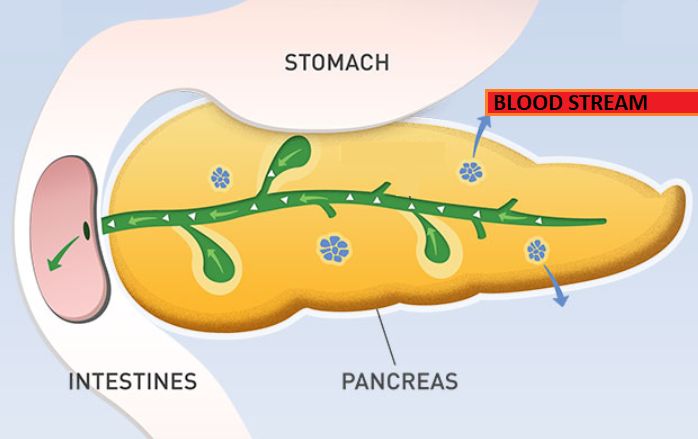 STOMACH
BLOOD STREAM
INTESTINES
PANCREAS